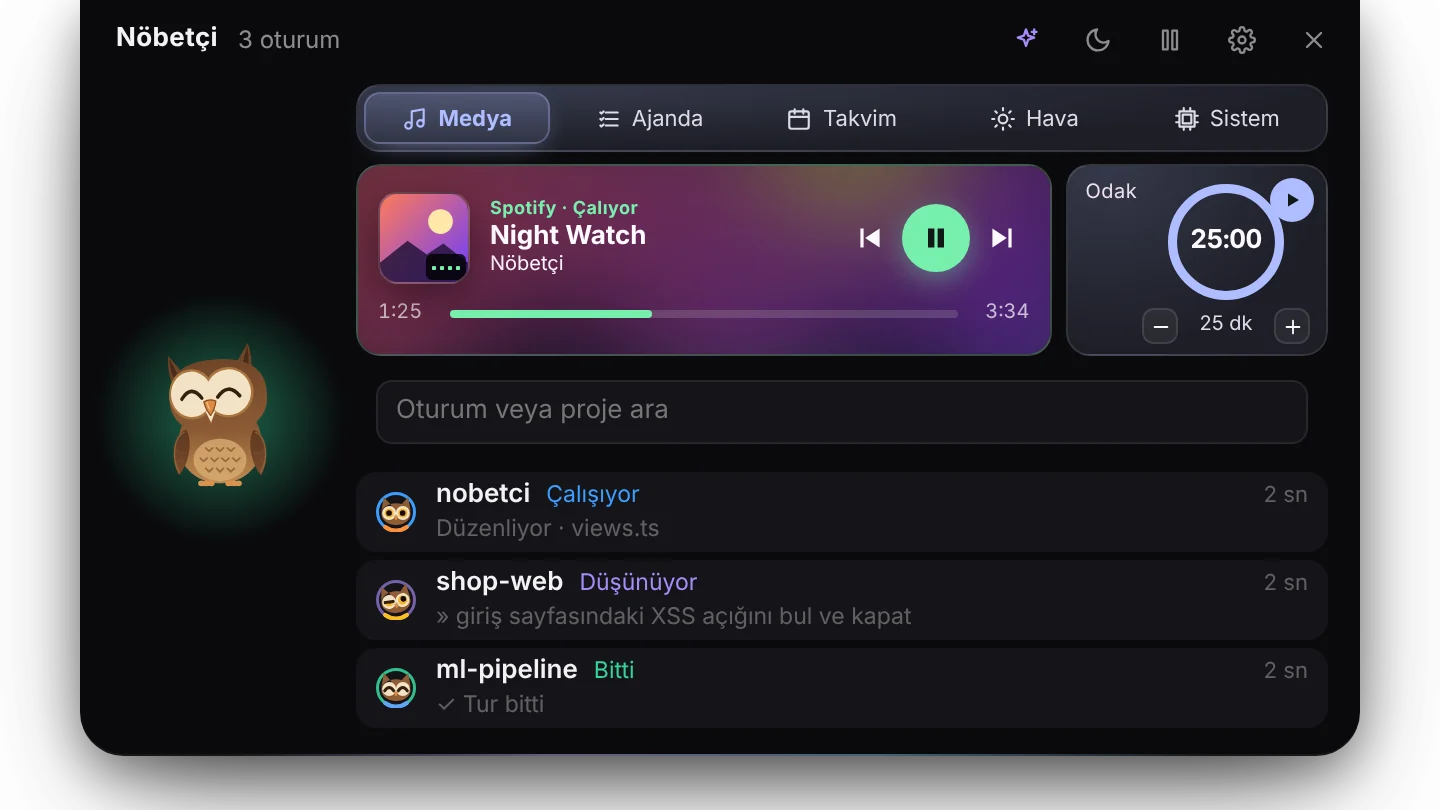 Nöbetçi 3 oturum
Medya Ajanda Takvim Hava Sistem
Spotify · Çalıyor
Night Watch
Nöbetçi
1:25 3:34
Odak
25:00
25 dk
Oturum veya proje ara
nobetci Çalışıyor 2 sn
Düzenliyor · views.ts
shop-web Düşünüyor 2 sn
» giriş sayfasındaki XSS açığını bul ve kapat
ml-pipeline Bitti 2 sn
✓ Tur bitti